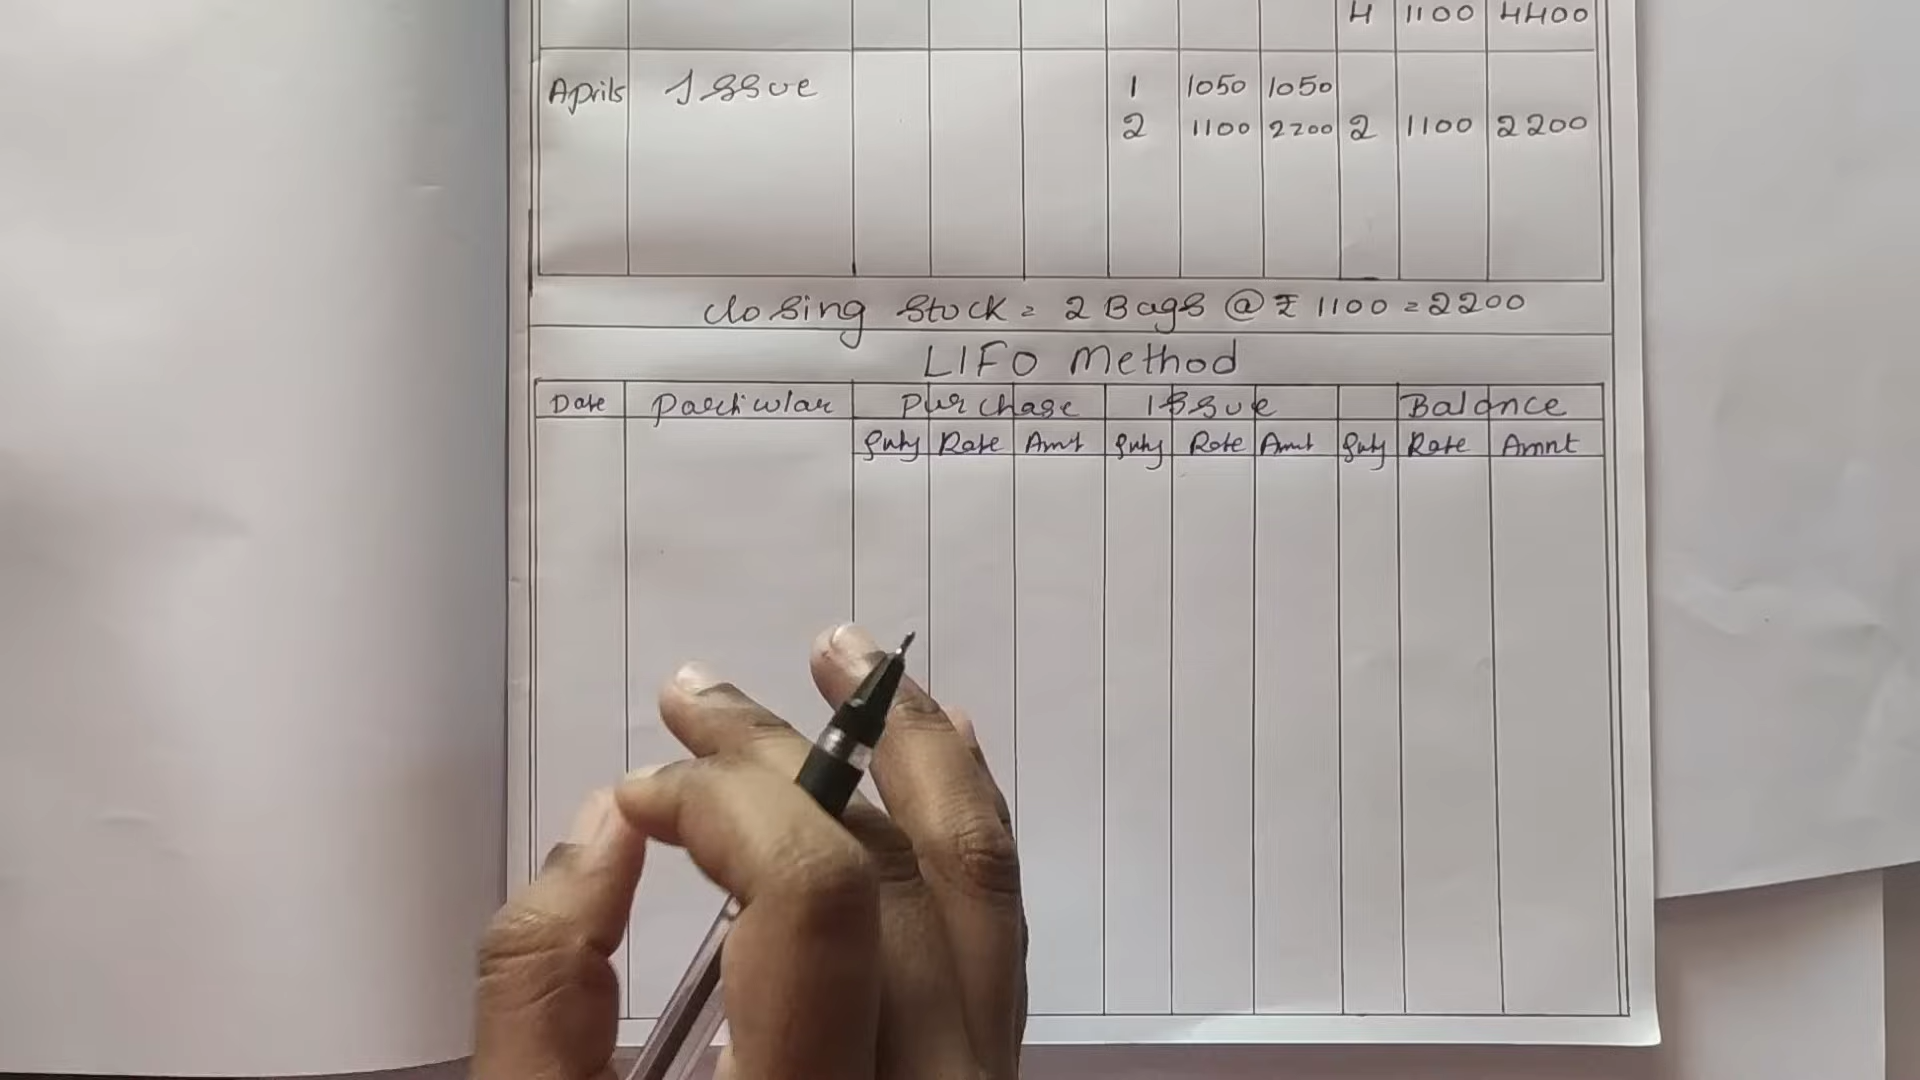 4 1100 4400
April5 Issue 1 1050 1050
2 1100 2200 2 1100 2200
closing stock = 2 Bags @ ₹ 1100 = 2200
LIFO Method
Date Particular Purchase Issue Balance
Qnty Rate Amt Qnty Rate Amt Qnty Rate Amnt